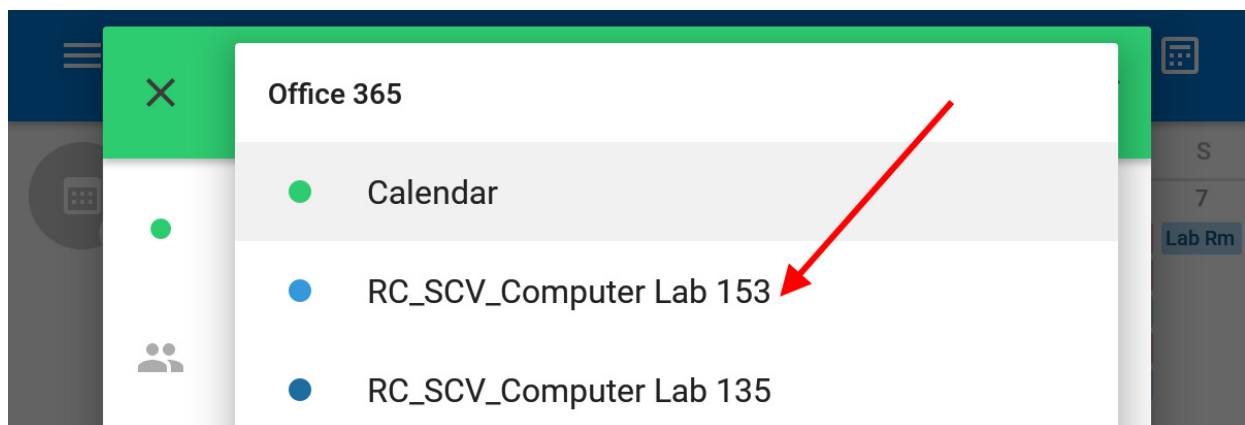 Office 365
S
Calendar
7
Lab Rm
RC_SCV_Computer Lab 153
RC_SCV_Computer Lab 135